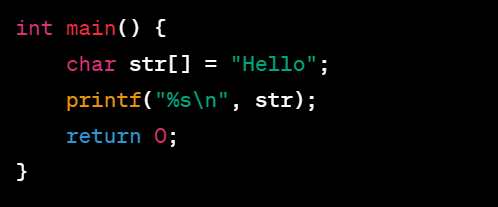 int main() {
    char str[] = "Hello";
    printf("%s\n", str);
    return 0;
}